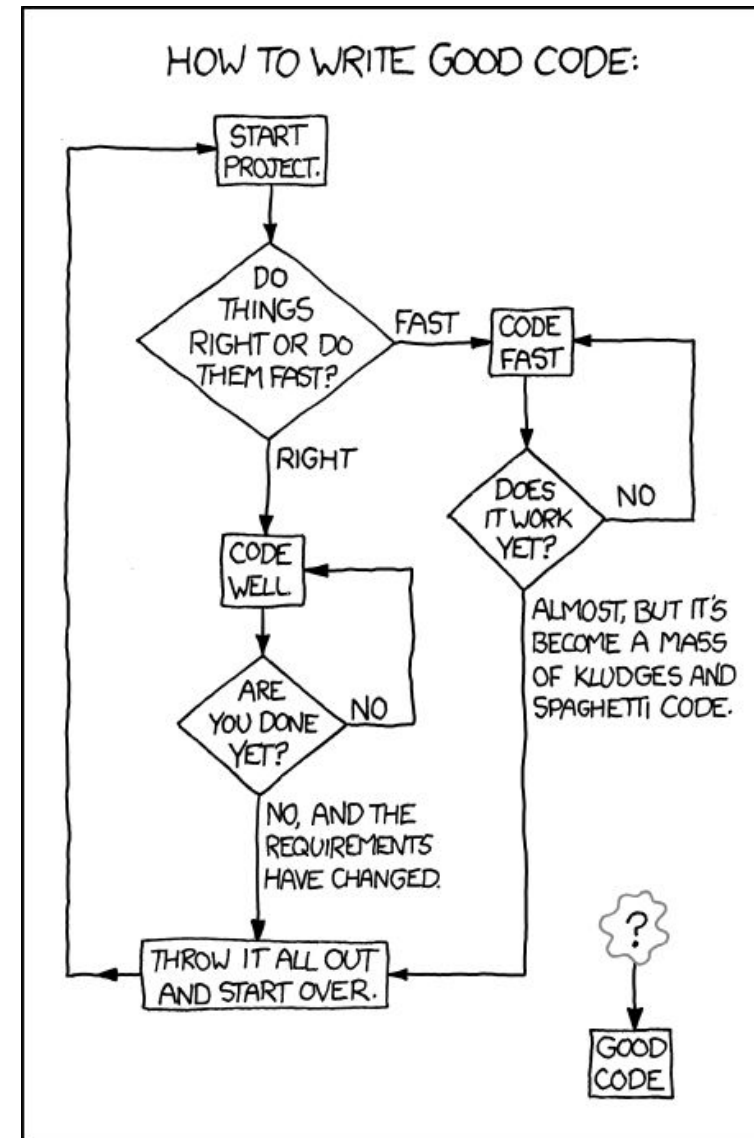 HOW TO WRITE GOOD CODE:
START
PROJECT.
DO
THINGS
RIGHT OR DO
THEM FAST?
FAST
CODE
FAST
RIGHT
DOES
IT WORK
YET?
NO
CODE
WELL.
ALMOST, BUT IT'S
BECOME A MASS
OF KLUDGES AND
SPAGHETTI CODE.
ARE
YOU DONE
YET?
NO
NO, AND THE
REQUIREMENTS
HAVE CHANGED.
THROW IT ALL OUT
AND START OVER.
?
GOOD
CODE